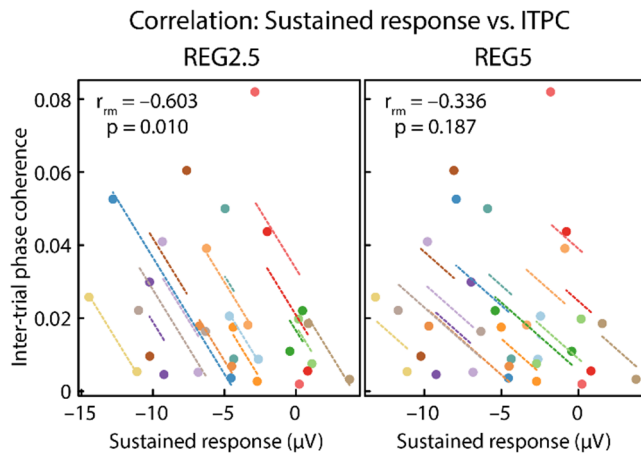 Correlation: Sustained response vs. ITPC
REG2.5
REG5
Inter-trial phase coherence
0.08
0.06
0.04
0.02
0
r_rm = −0.603
p = 0.010
r_rm = −0.336
p = 0.187
−15 −10 −5 0
−10 −5 0
Sustained response (μV)
Sustained response (μV)